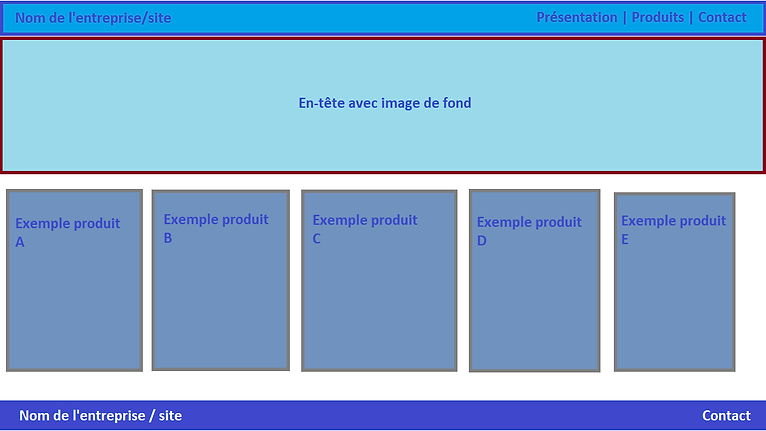 Nom de l'entreprise/site
Présentation | Produits | Contact
En-tête avec image de fond
Exemple produit
A
Exemple produit
B
Exemple produit
C
Exemple produit
D
Exemple produit
E
Nom de l'entreprise / site
Contact